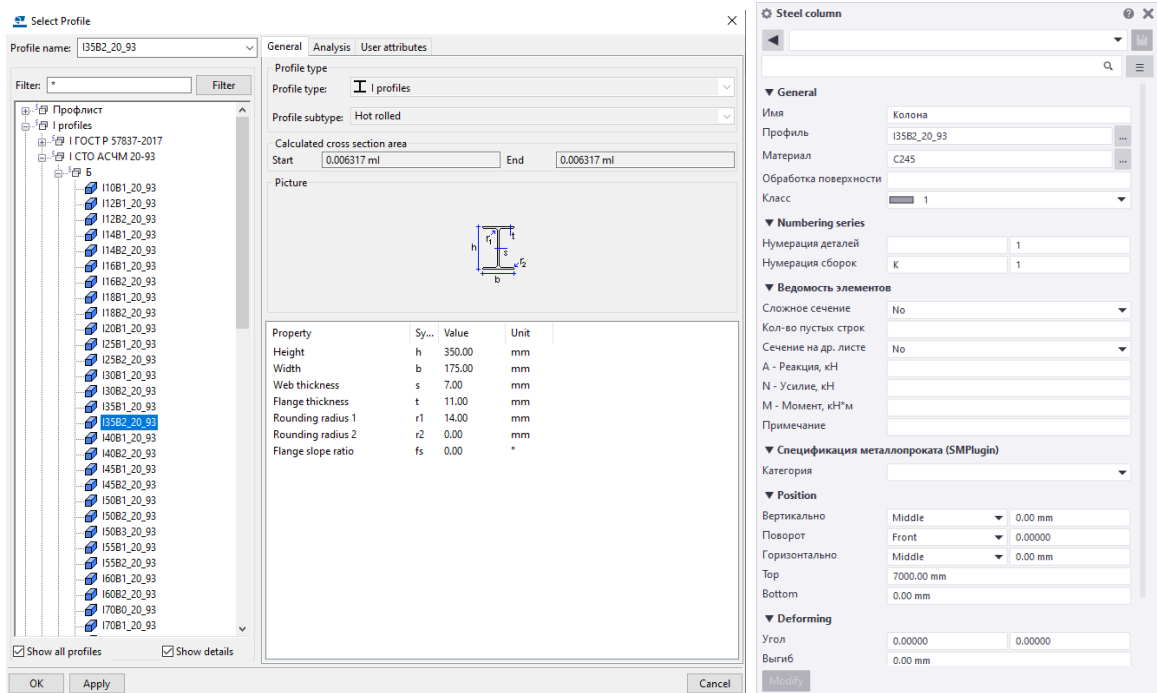 Select Profile
Profile name: I35B2_20_93
Filter: *
Filter
Профлист
I profiles
I ГОСТ Р 57837-2017
I СТО АСЧМ 20-93
Б
I10B1_20_93
I12B1_20_93
I12B2_20_93
I14B1_20_93
I14B2_20_93
I16B1_20_93
I16B2_20_93
I18B1_20_93
I18B2_20_93
I20B1_20_93
I25B1_20_93
I25B2_20_93
I30B1_20_93
I30B2_20_93
I35B1_20_93
I35B2_20_93
I40B1_20_93
I40B2_20_93
I45B1_20_93
I45B2_20_93
I50B1_20_93
I50B2_20_93
I50B3_20_93
I55B1_20_93
I55B2_20_93
I60B1_20_93
I60B2_20_93
I70B0_20_93
I70B1_20_93
Show all profiles
Show details
OK
Apply
Cancel
General Analysis User attributes
Profile type
Profile type: I profiles
Profile subtype: Hot rolled
Calculated cross section area
Start 0.006317 ml End 0.006317 ml
Picture
h r1 t s r2 b
Property Sy... Value Unit
Height h 350.00 mm
Width b 175.00 mm
Web thickness s 7.00 mm
Flange thickness t 11.00 mm
Rounding radius 1 r1 14.00 mm
Rounding radius 2 r2 0.00 mm
Flange slope ratio fs 0.00 °
Steel column
General
Имя Колона
Профиль I35B2_20_93 ...
Материал C245 ...
Обработка поверхности
Класс 1
Numbering series
Нумерация деталей 1
Нумерация сборок К 1
Ведомость элементов
Сложное сечение No
Кол-во пустых строк
Сечение на др. листе No
А - Реакция, кН
N - Усилие, кН
М - Момент, кН*м
Примечание
Спецификация металлопроката (SMPlugin)
Категория
Position
Вертикально Middle 0.00 mm
Поворот Front 0.00000
Горизонтально Middle 0.00 mm
Top 7000.00 mm
Bottom 0.00 mm
Deforming
Угол 0.00000 0.00000
Выгиб 0.00 mm
Modify